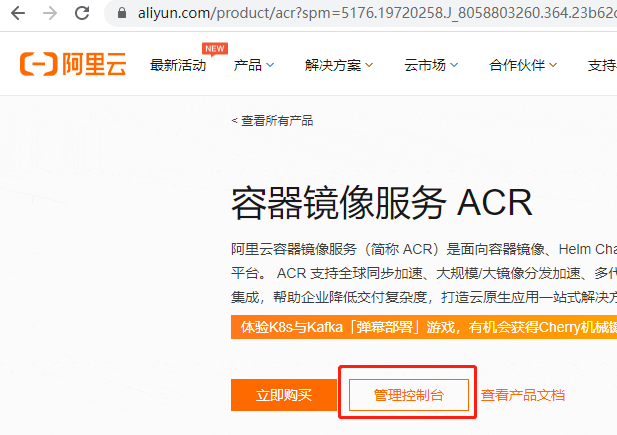 aliyun.com/product/acr?spm=5176.19720258.J_8058803260.364.23b62c
阿里云 最新活动 NEW 产品 解决方案 云市场 合作伙伴 支持
< 查看所有产品
容器镜像服务 ACR
阿里云容器镜像服务（简称 ACR）是面向容器镜像、Helm Cha
平台。 ACR 支持全球同步加速、大规模/大镜像分发加速、多代
集成，帮助企业降低交付复杂度，打造云原生应用一站式解决方
体验K8s与Kafka「弹幕部署」游戏，有机会获得Cherry机械键
立即购买 管理控制台 查看产品文档